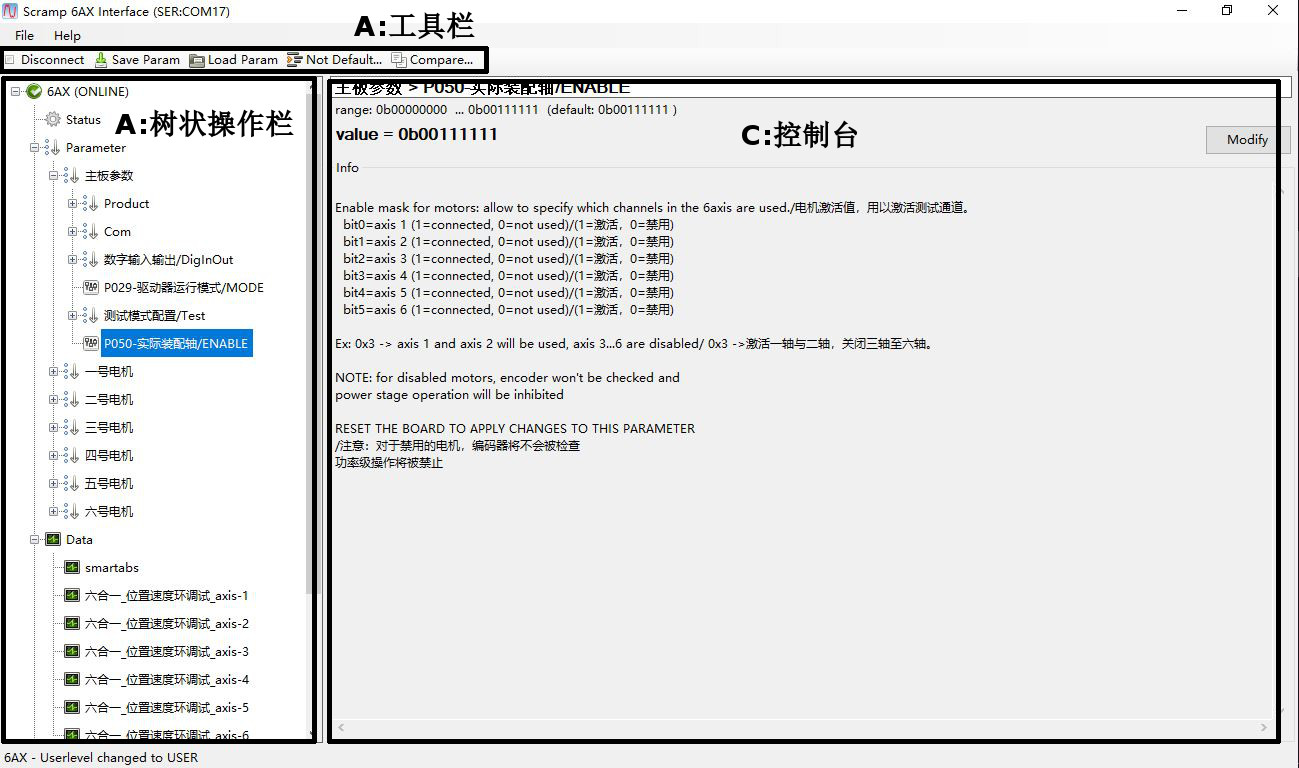 Scramp 6AX Interface (SER:COM17)
File Help
A:工具栏
Disconnect Save Param Load Param Not Default... Compare...
6AX (ONLINE)
Status
A:树状操作栏
Parameter
主板参数
Product
Com
数字输入输出/DigInOut
P029-驱动器运行模式/MODE
测试模式配置/Test
P050-实际装配轴/ENABLE
一号电机
二号电机
三号电机
四号电机
五号电机
六号电机
Data
smartabs
六合一_位置速度环调试_axis-1
六合一_位置速度环调试_axis-2
六合一_位置速度环调试_axis-3
六合一_位置速度环调试_axis-4
六合一_位置速度环调试_axis-5
六合一_位置速度环调试_axis-6
主板参数 > P050-实际装配轴/ENABLE
range: 0b00000000 ... 0b00111111 (default: 0b00111111 )
value = 0b00111111
C:控制台
Modify
Info
Enable mask for motors: allow to specify which channels in the 6axis are used./电机激活值，用以激活测试通道。
bit0=axis 1 (1=connected, 0=not used)/(1=激活，0=禁用)
bit1=axis 2 (1=connected, 0=not used)/(1=激活，0=禁用)
bit2=axis 3 (1=connected, 0=not used)/(1=激活，0=禁用)
bit3=axis 4 (1=connected, 0=not used)/(1=激活，0=禁用)
bit4=axis 5 (1=connected, 0=not used)/(1=激活，0=禁用)
bit5=axis 6 (1=connected, 0=not used)/(1=激活，0=禁用)
Ex: 0x3 -> axis 1 and axis 2 will be used, axis 3...6 are disabled/ 0x3 ->激活一轴与二轴，关闭三轴至六轴。
NOTE: for disabled motors, encoder won't be checked and
power stage operation will be inhibited
RESET THE BOARD TO APPLY CHANGES TO THIS PARAMETER
/注意：对于禁用的电机，编码器将不会被检查
功率级操作将被禁止
6AX - Userlevel changed to USER